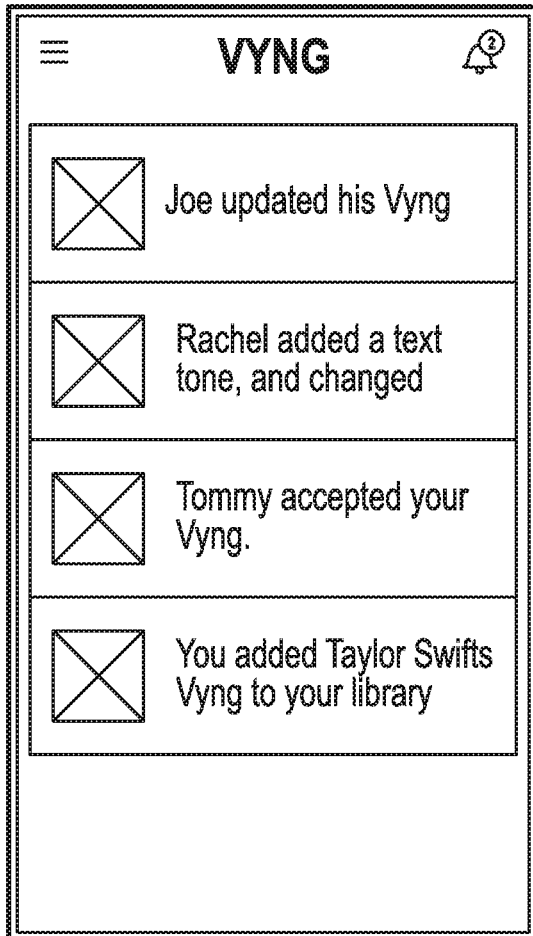 VYNG
2
Joe updated his Vyng
Rachel added a text
tone, and changed
Tommy accepted your
Vyng.
You added Taylor Swifts
Vyng to your library